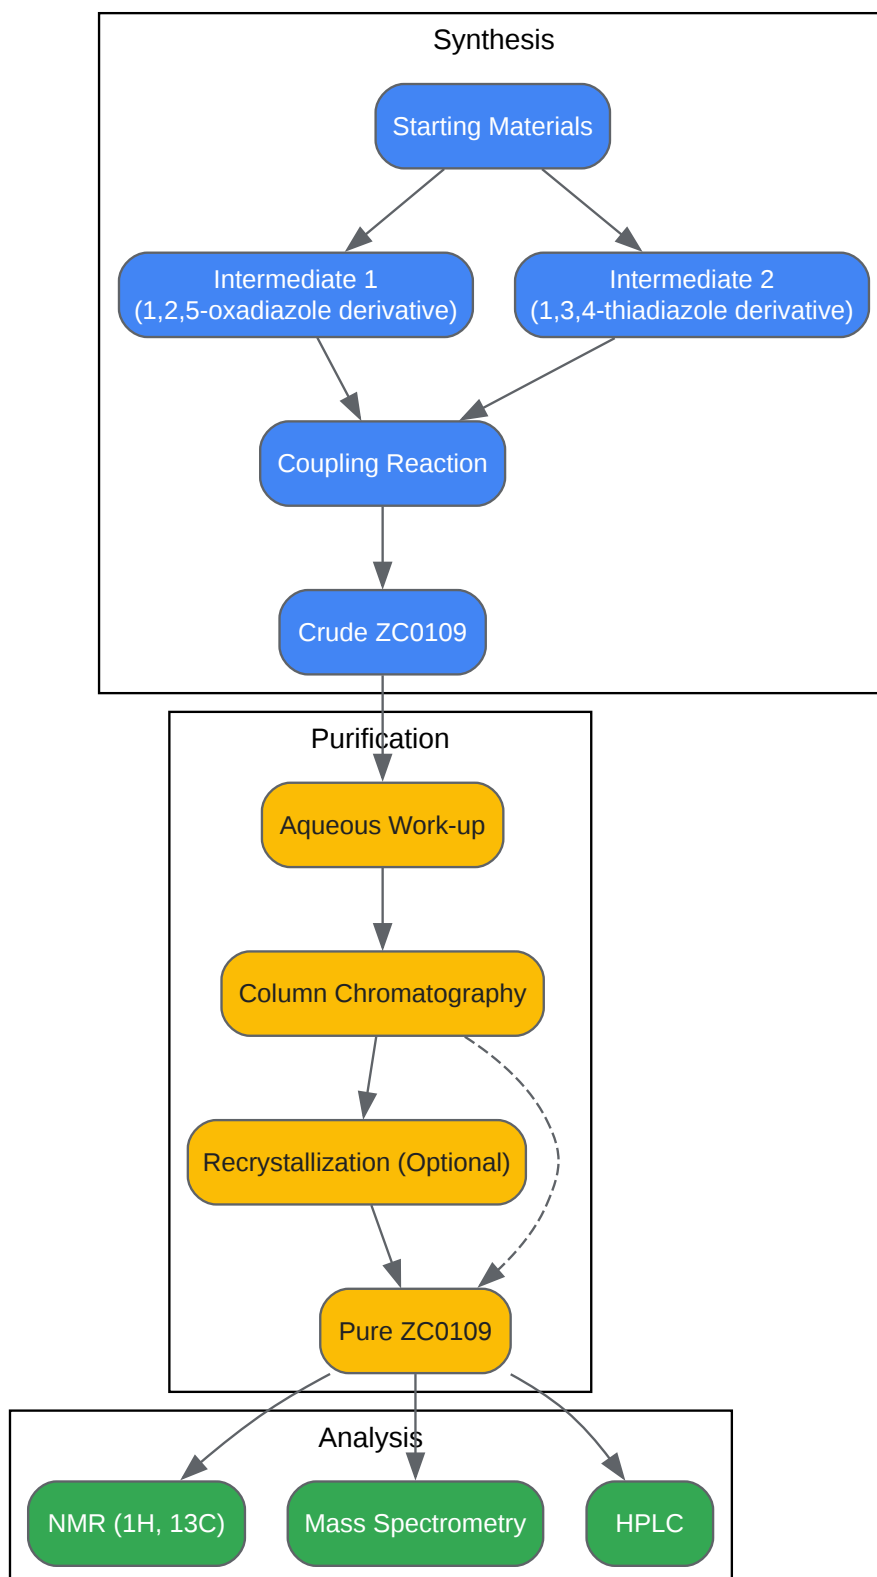 Synthesis
Starting Materials
Intermediate 1
(1,2,5-oxadiazole derivative)
Intermediate 2
(1,3,4-thiadiazole derivative)
Coupling Reaction
Crude ZC0109
Purification
Aqueous Work-up
Column Chromatography
Recrystallization (Optional)
Pure ZC0109
Analysis
NMR (1H, 13C)
Mass Spectrometry
HPLC